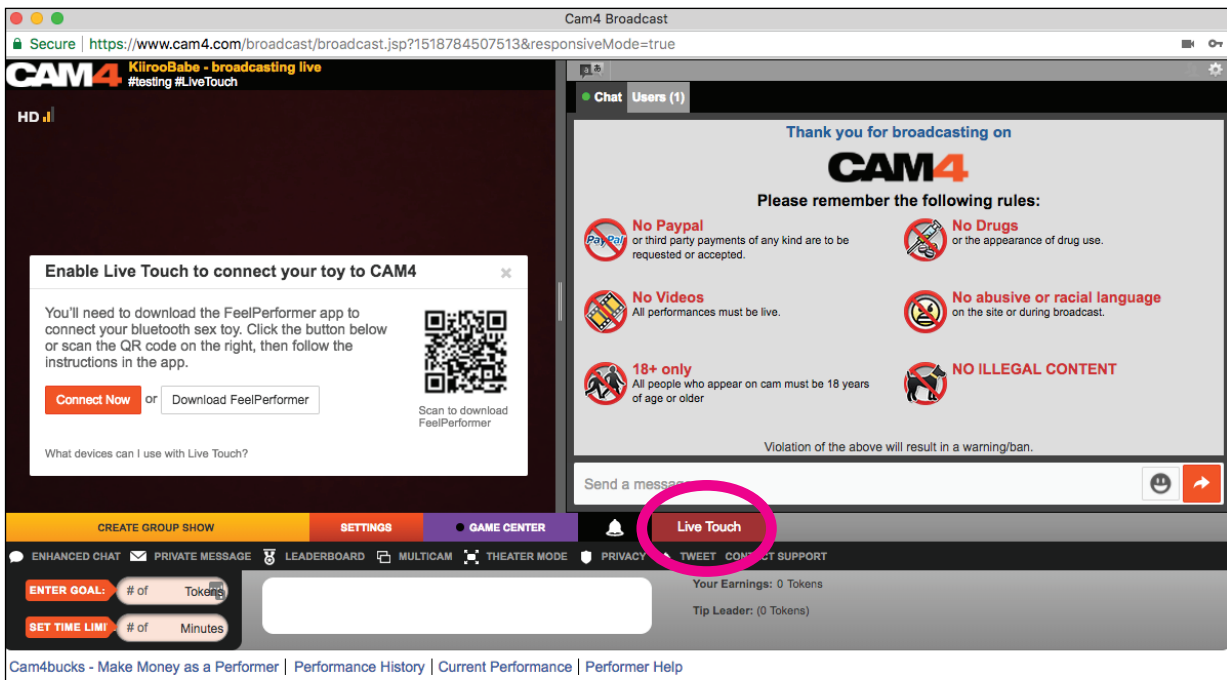 Cam4 Broadcast
Secure | https://www.cam4.com/broadcast/broadcast.jsp?1518784507513&responsiveMode=true
CAM4
KiirooBabe - broadcasting live
#testing #LiveTouch
HD
Chat Users (1)
Thank you for broadcasting on
CAM4
Please remember the following rules:
No Paypal
or third party payments of any kind are to be
requested or accepted.
PayPal
No Drugs
or the appearance of drug use.
No Videos
All performances must be live.
No abusive or racial language
on the site or during broadcast.
18+ only
All people who appear on cam must be 18 years
of age or older
NO ILLEGAL CONTENT
Violation of the above will result in a warning/ban.
Enable Live Touch to connect your toy to CAM4
You'll need to download the FeelPerformer app to
connect your bluetooth sex toy. Click the button below
or scan the QR code on the right, then follow the
instructions in the app.
Connect Now or Download FeelPerformer
Scan to download
FeelPerformer
What devices can I use with Live Touch?
Send a message
CREATE GROUP SHOW SETTINGS GAME CENTER Live Touch
ENHANCED CHAT PRIVATE MESSAGE LEADERBOARD MULTICAM THEATER MODE PRIVACY TWEET CONTACT SUPPORT
ENTER GOAL: # of Tokens
SET TIME LIMI # of Minutes
Your Earnings: 0 Tokens
Tip Leader: (0 Tokens)
Cam4bucks - Make Money as a Performer | Performance History | Current Performance | Performer Help